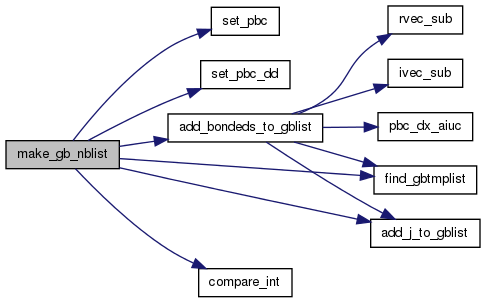 set_pbc
rvec_sub
set_pbc_dd
ivec_sub
add_bondeds_to_gblist
pbc_dx_aiuc
make_gb_nblist
find_gbtmplist
add_j_to_gblist
compare_int